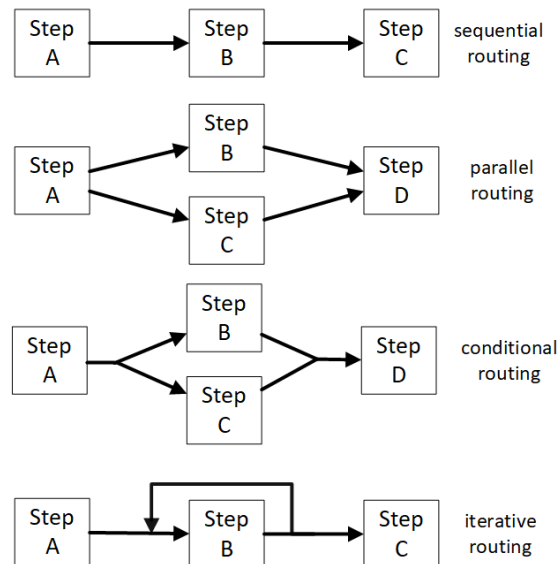 Step
A
Step
B
Step
C
sequential
routing
Step
B
Step
A
Step
D
parallel
routing
Step
C
Step
B
Step
A
Step
D
conditional
routing
Step
C
Step
A
Step
B
Step
C
iterative
routing